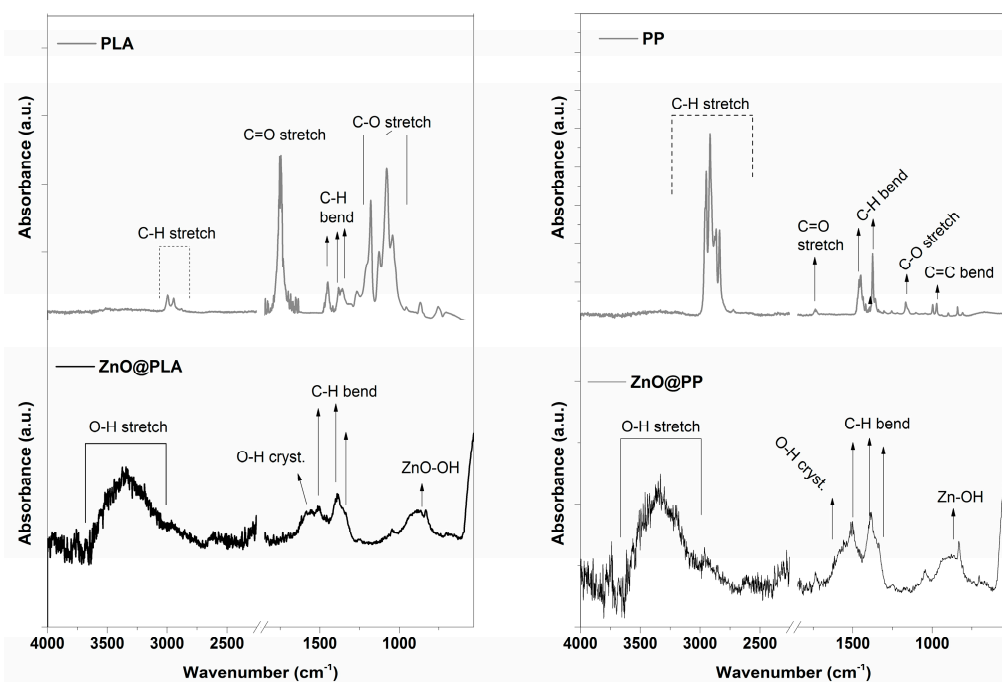 PLA
C-H stretch
C=O stretch
C-H
bend
C-O stretch
Absorbance (a.u.)
ZnO@PLA
O-H stretch
O-H cryst.
C-H bend
ZnO-OH
Absorbance (a.u.)
4000 3500 3000 2500 // 1500 1000
Wavenumber (cm⁻¹)
PP
C-H stretch
C=O
stretch
C-H bend
C-O stretch
C=C bend
Absorbance (a.u.)
ZnO@PP
O-H stretch
O-H cryst.
C-H bend
Zn-OH
Absorbance (a.u.)
4000 3500 3000 2500 // 1500 1000
Wavenumber (cm⁻¹)